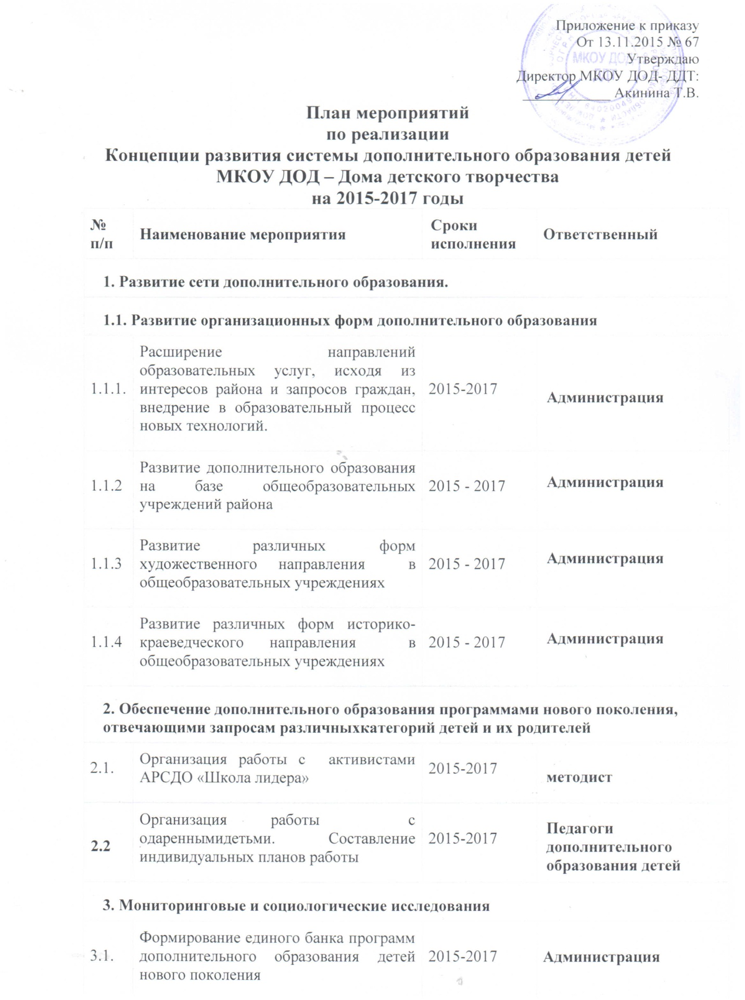 Приложение к приказу
От 13.11.2015 № 67
Утверждаю
Директор МКОУ ДОД- ДДТ:
____________ Акинина Т.В.
МКОУ ДОД-
ДДТ
План мероприятий
по реализации
Концепции развития системы дополнительного образования детей
МКОУ ДОД – Дома детского творчества
на 2015-2017 годы
№
п/п
Наименование мероприятия
Сроки
исполнения
Ответственный
1. Развитие сети дополнительного образования.
1.1. Развитие организационных форм дополнительного образования
1.1.1.
Расширение направлений
образовательных услуг, исходя из
интересов района и запросов граждан,
внедрение в образовательный процесс
новых технологий.
2015-2017
Администрация
1.1.2
Развитие дополнительного образования
на базе общеобразовательных
учреждений района
2015 - 2017
Администрация
1.1.3
Развитие различных форм
художественного направления в
общеобразовательных учреждениях
2015 - 2017
Администрация
1.1.4
Развитие различных форм историко-
краеведческого направления в
общеобразовательных учреждениях
2015 - 2017
Администрация
2. Обеспечение дополнительного образования программами нового поколения,
отвечающими запросам различныхкатегорий детей и их родителей
2.1.
Организация работы с активистами
АРСДО «Школа лидера»
2015-2017
методист
2.2
Организация работы с
одареннымидетьми. Составление
индивидуальных планов работы
2015-2017
Педагоги
дополнительного
образования детей
3. Мониторинговые и социологические исследования
3.1.
Формирование единого банка программ
дополнительного образования детей
нового поколения
2015-2017
Администрация